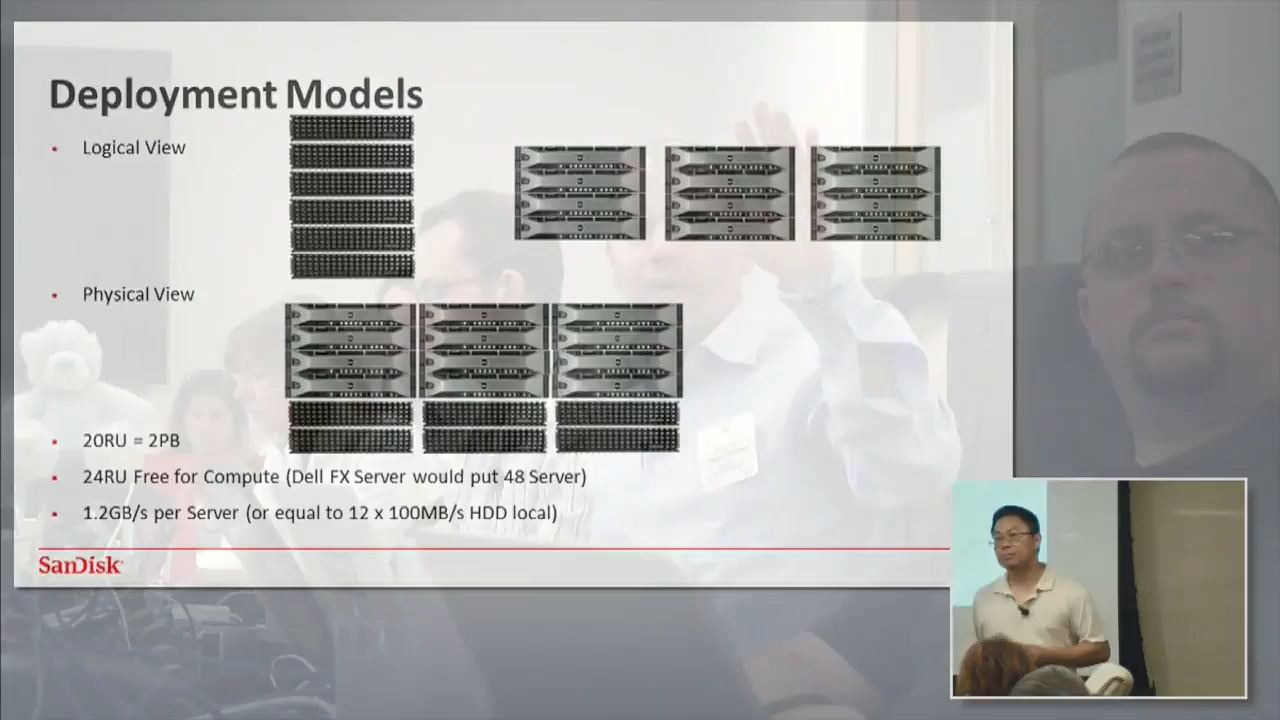 Deployment Models
Logical View
Physical View
20RU = 2PB
24RU Free for Compute (Dell FX Server would put 48 Server)
1.2GB/s per Server (or equal to 12 x 100MB/s HDD local)
SanDisk